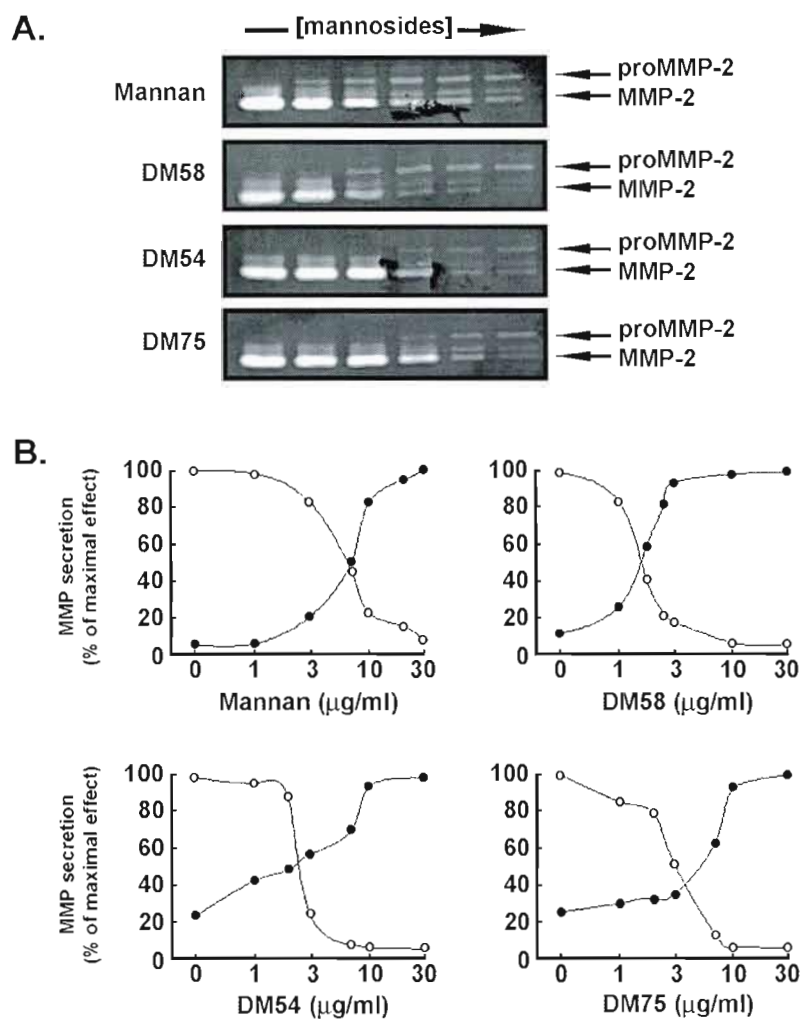 A.
[mannosides]
Mannan
proMMP-2
MMP-2
DM58
proMMP-2
MMP-2
DM54
proMMP-2
MMP-2
DM75
proMMP-2
MMP-2
B.
MMP secretion
(% of maximal effect)
100
80
60
40
20
0
0 1 3 10 30
Mannan (μg/ml)
100
80
60
40
20
0
0 1 3 10 30
DM58 (μg/ml)
MMP secretion
(% of maximal effect)
100
80
60
40
20
0
0 1 3 10 30
DM54 (μg/ml)
100
80
60
40
20
0
0 1 3 10 30
DM75 (μg/ml)